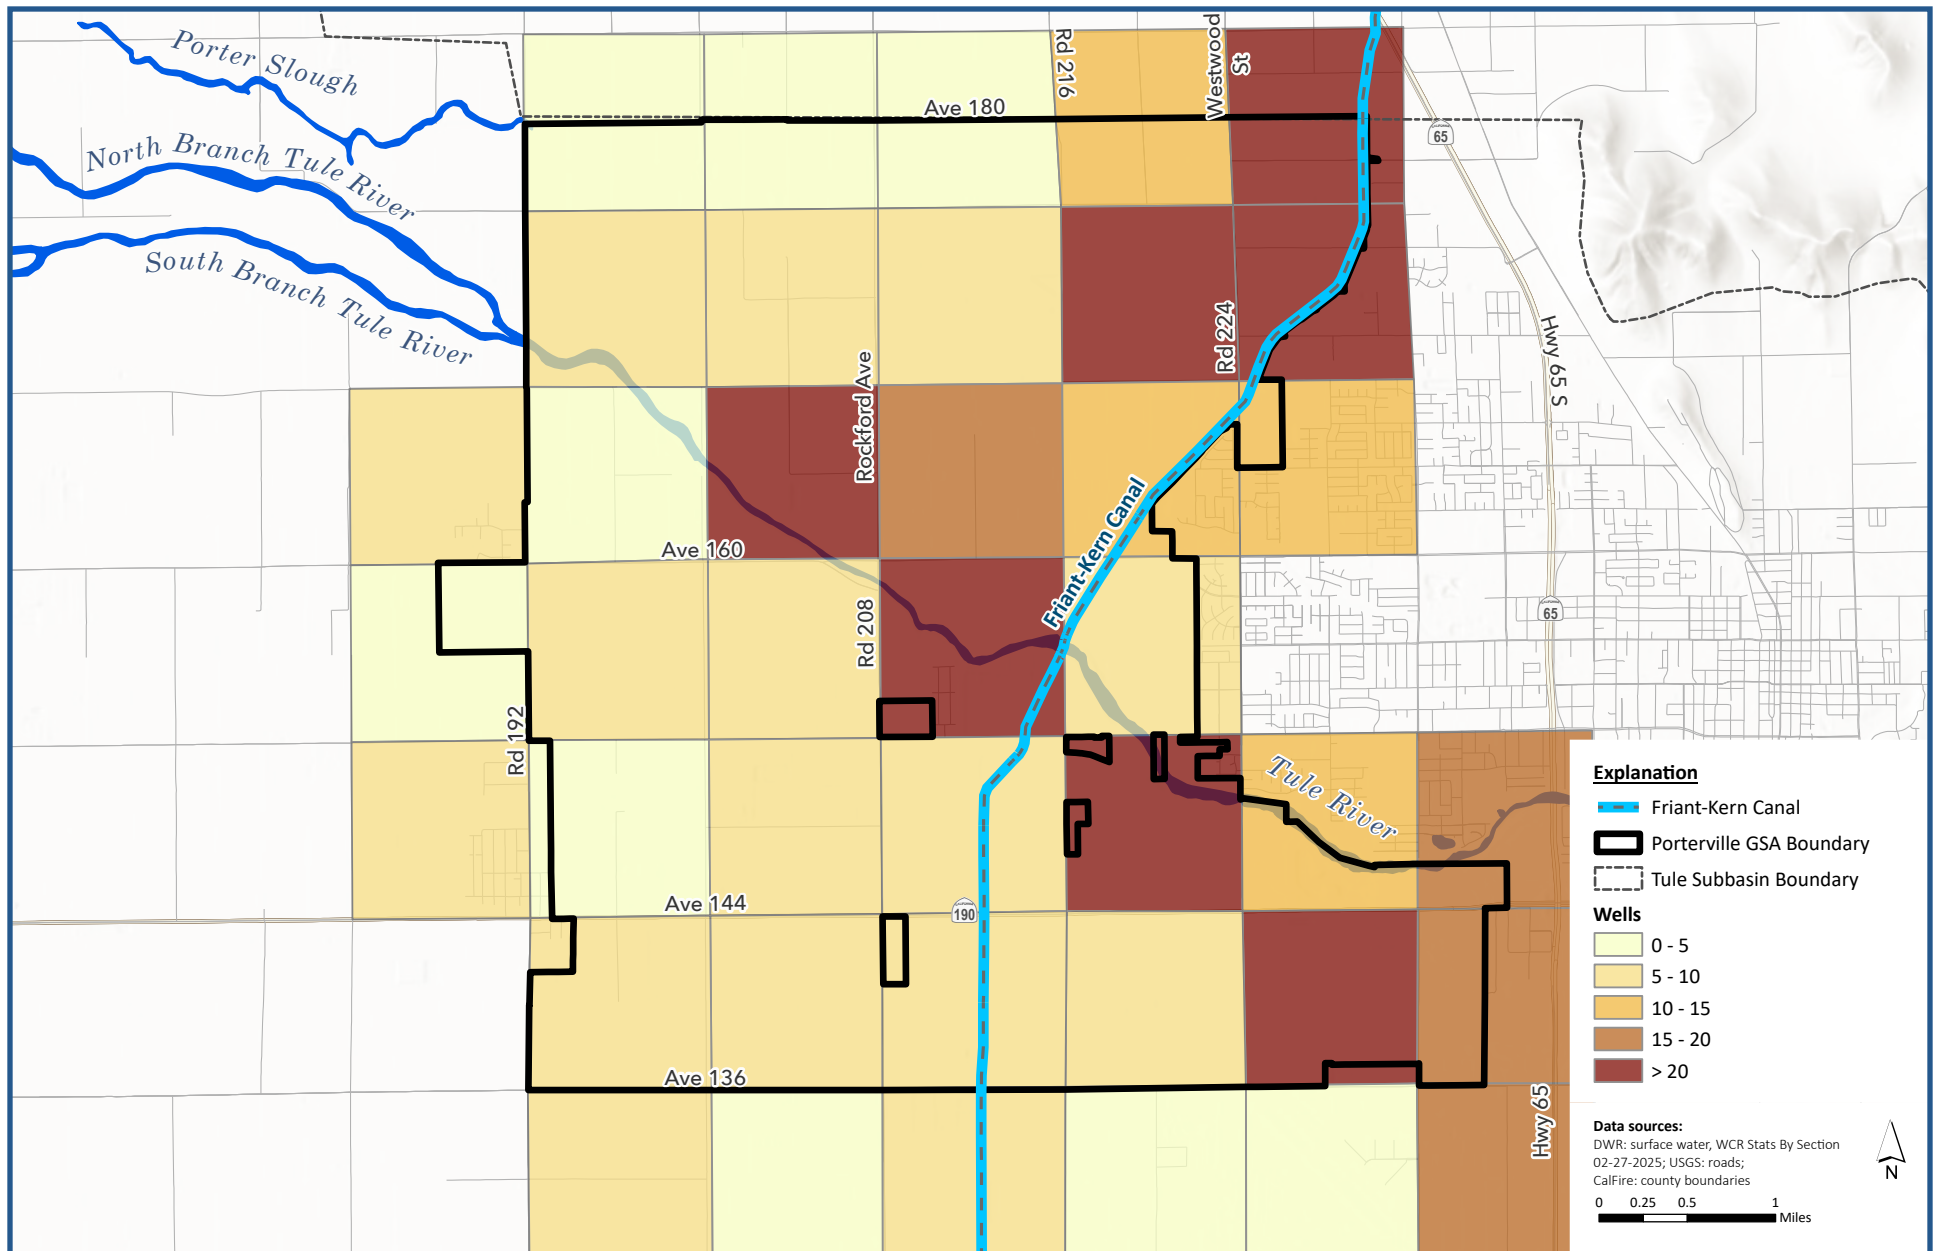 Porter Slough
North Branch Tule River
South Branch Tule River
Rd 216
Westwood
St
Ave 180
CALIFORNIA
65
Rd 224
Hwy 65 S
Rockford Ave
Friant-Kern Canal
Ave 160
Rd 208
CALIFORNIA
65
Rd 192
Tule River
Ave 144
CALIFORNIA
190
Ave 136
Hwy 65
Explanation
Friant-Kern Canal
Porterville GSA Boundary
Tule Subbasin Boundary
Wells
0 - 5
5 - 10
10 - 15
15 - 20
> 20
Data sources:
DWR: surface water, WCR Stats By Section
02-27-2025; USGS: roads;
CalFire: county boundaries
N
0 0.25 0.5 1
Miles